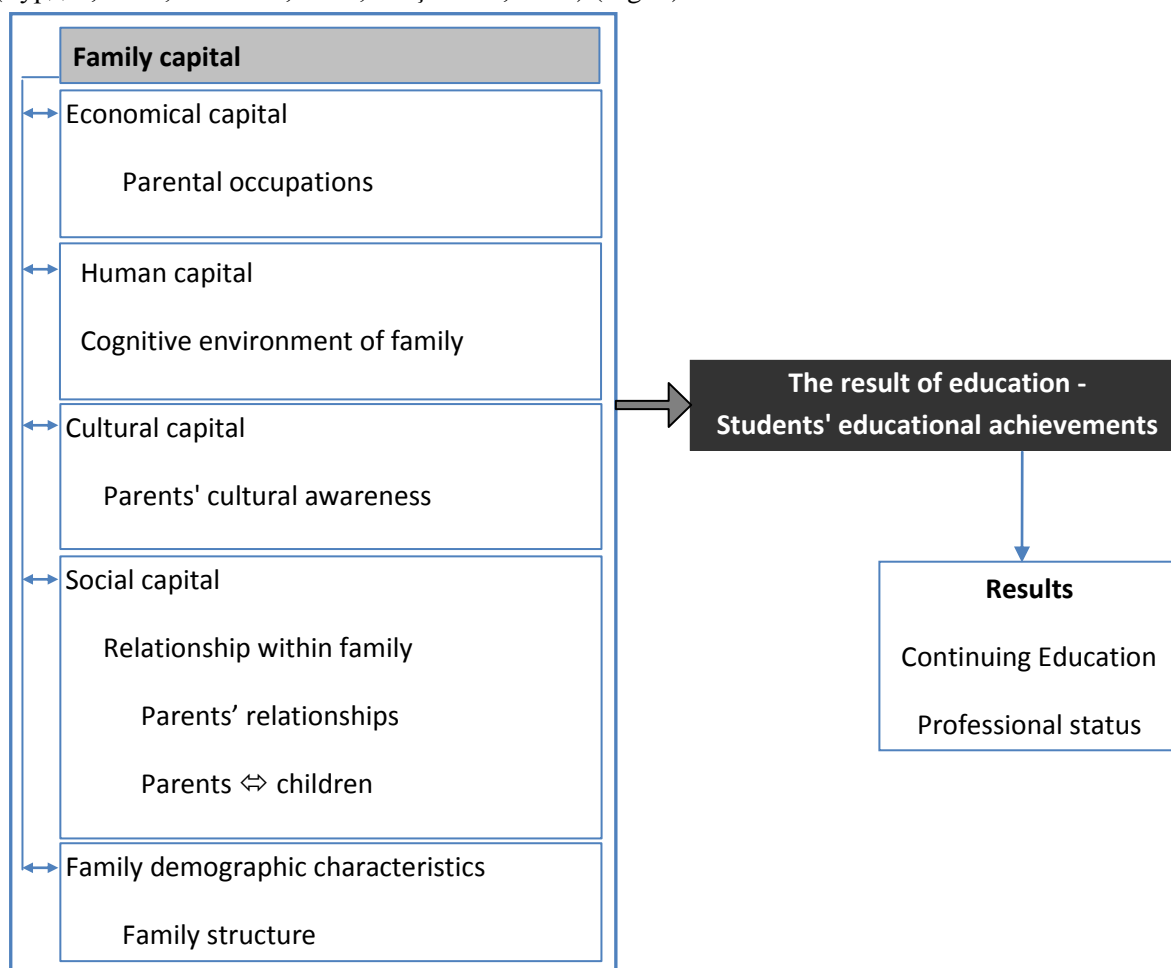 Family capital
Economical capital
Parental occupations
Human capital
Cognitive environment of family
Cultural capital
Parents' cultural awareness
Social capital
Relationship within family
Parents’ relationships
Parents ⇔ children
Family demographic characteristics
Family structure
The result of education -
Students' educational achievements
Results
Continuing Education
Professional status